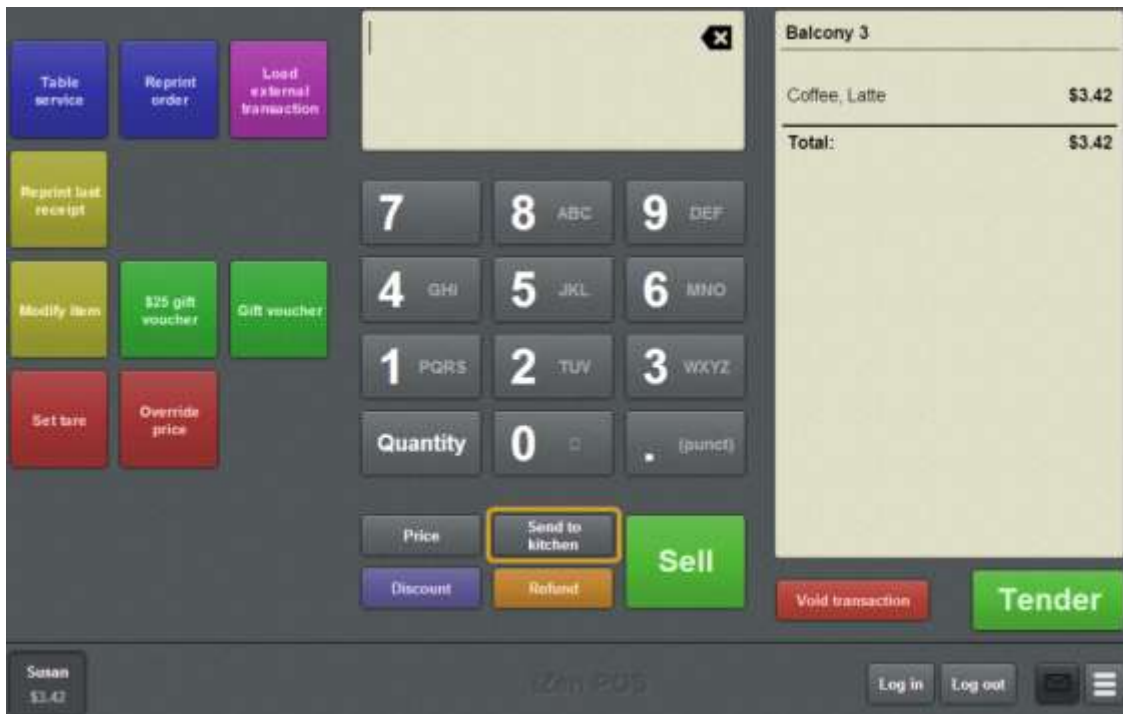 Table
service
Reprint
order
Load
external
transaction
Reprint last
receipt
Modify item
$25 gift
voucher
Gift voucher
Set tare
Override
price
7
8 ABC
9 DEF
4 GHI
5 JKL
6 MNO
1 PQRS
2 TUV
3 WXYZ
Quantity
0
. (punct)
Price
Send to
kitchen
Sell
Discount
Refund
Balcony 3
Coffee, Latte $3.42
Total: $3.42
Void transaction
Tender
Susan
$3.42
iZen POS
Log in
Log out